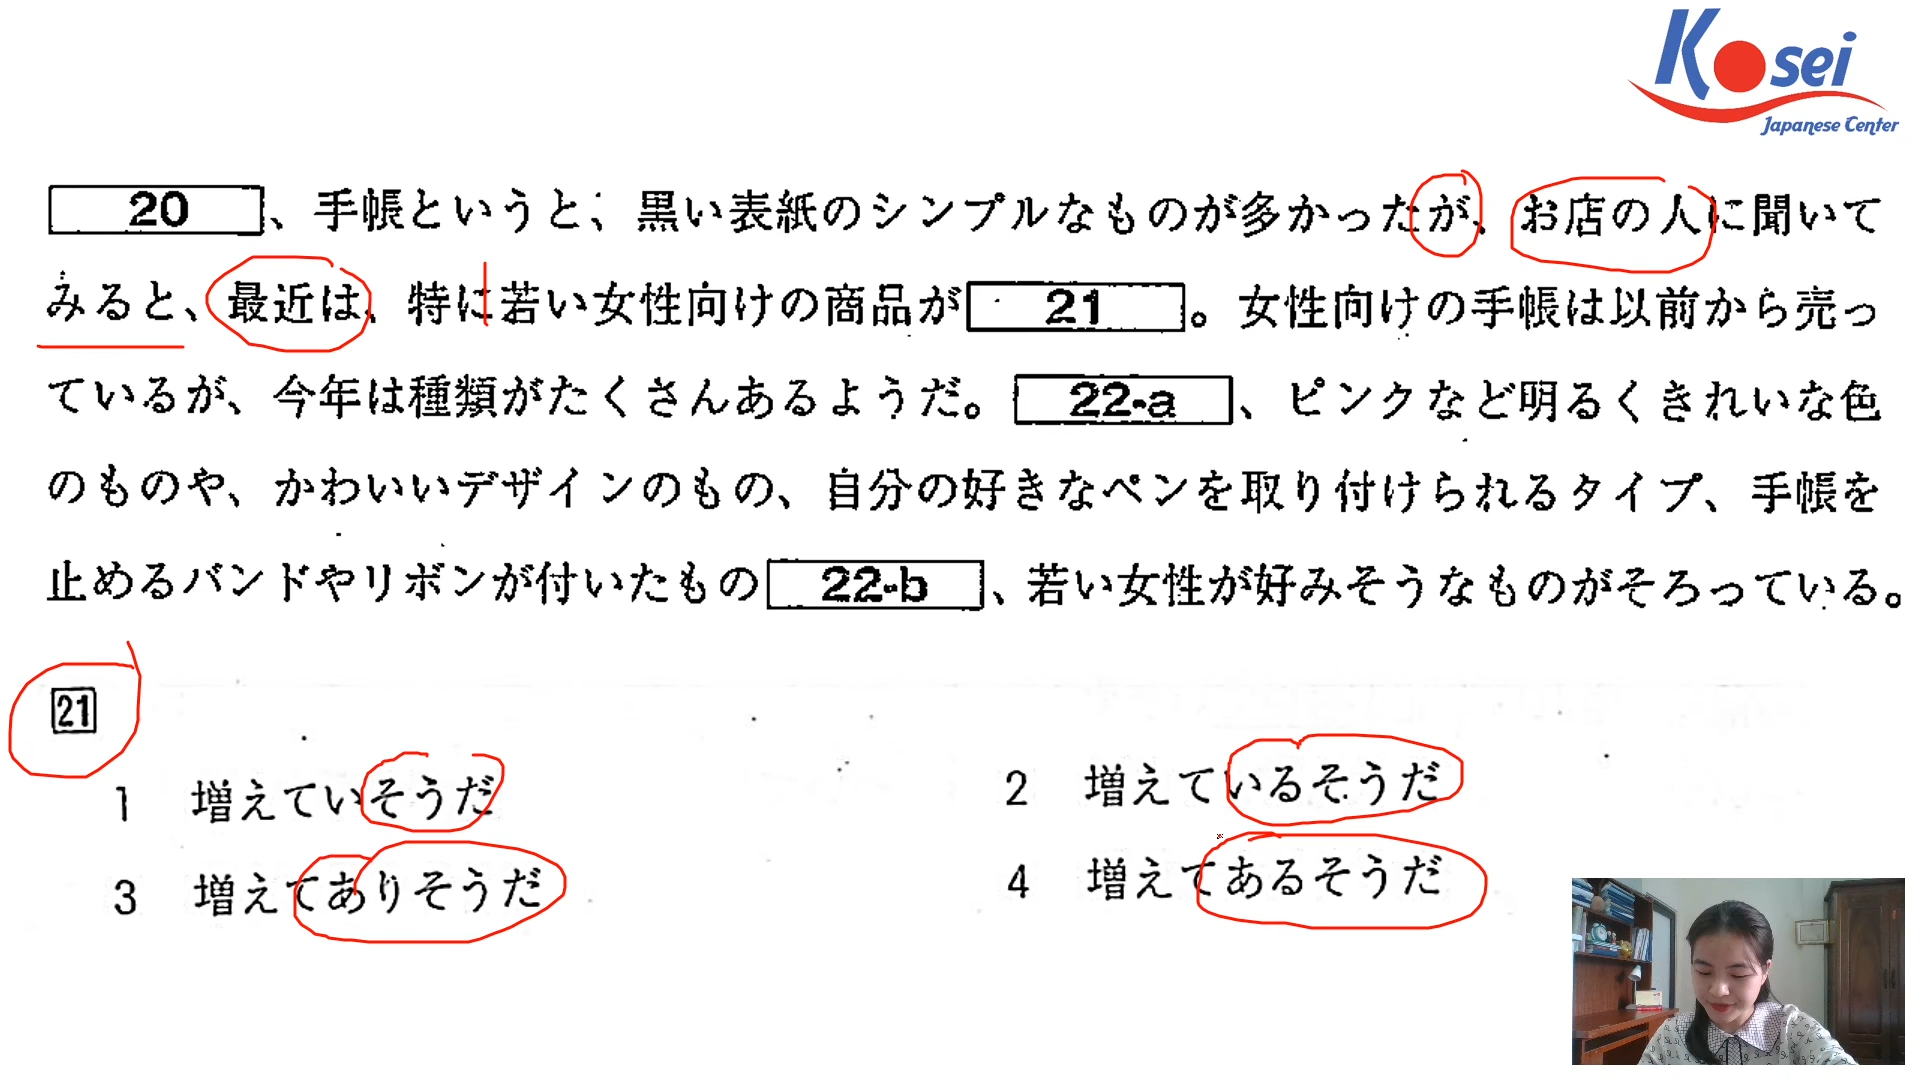 Kosei
Japanese Center
20、手帳というと、黒い表紙のシンプルなものが多かったが、お店の人に聞いて
みると、最近は、特に若い女性向けの商品が21。女性向けの手帳は以前から売っ
ているが、今年は種類がたくさんあるようだ。22-a、ピンクなど明るくきれいな色
のものや、かわいいデザインのもの、自分の好きなペンを取り付けられるタイプ、手帳を
止めるバンドやリボンが付いたもの22-b、若い女性が好みそうなものがそろっている。
21
1 増えていそうだ
2 増えているそうだ
3 増えてありそうだ
4 増えてあるそうだ